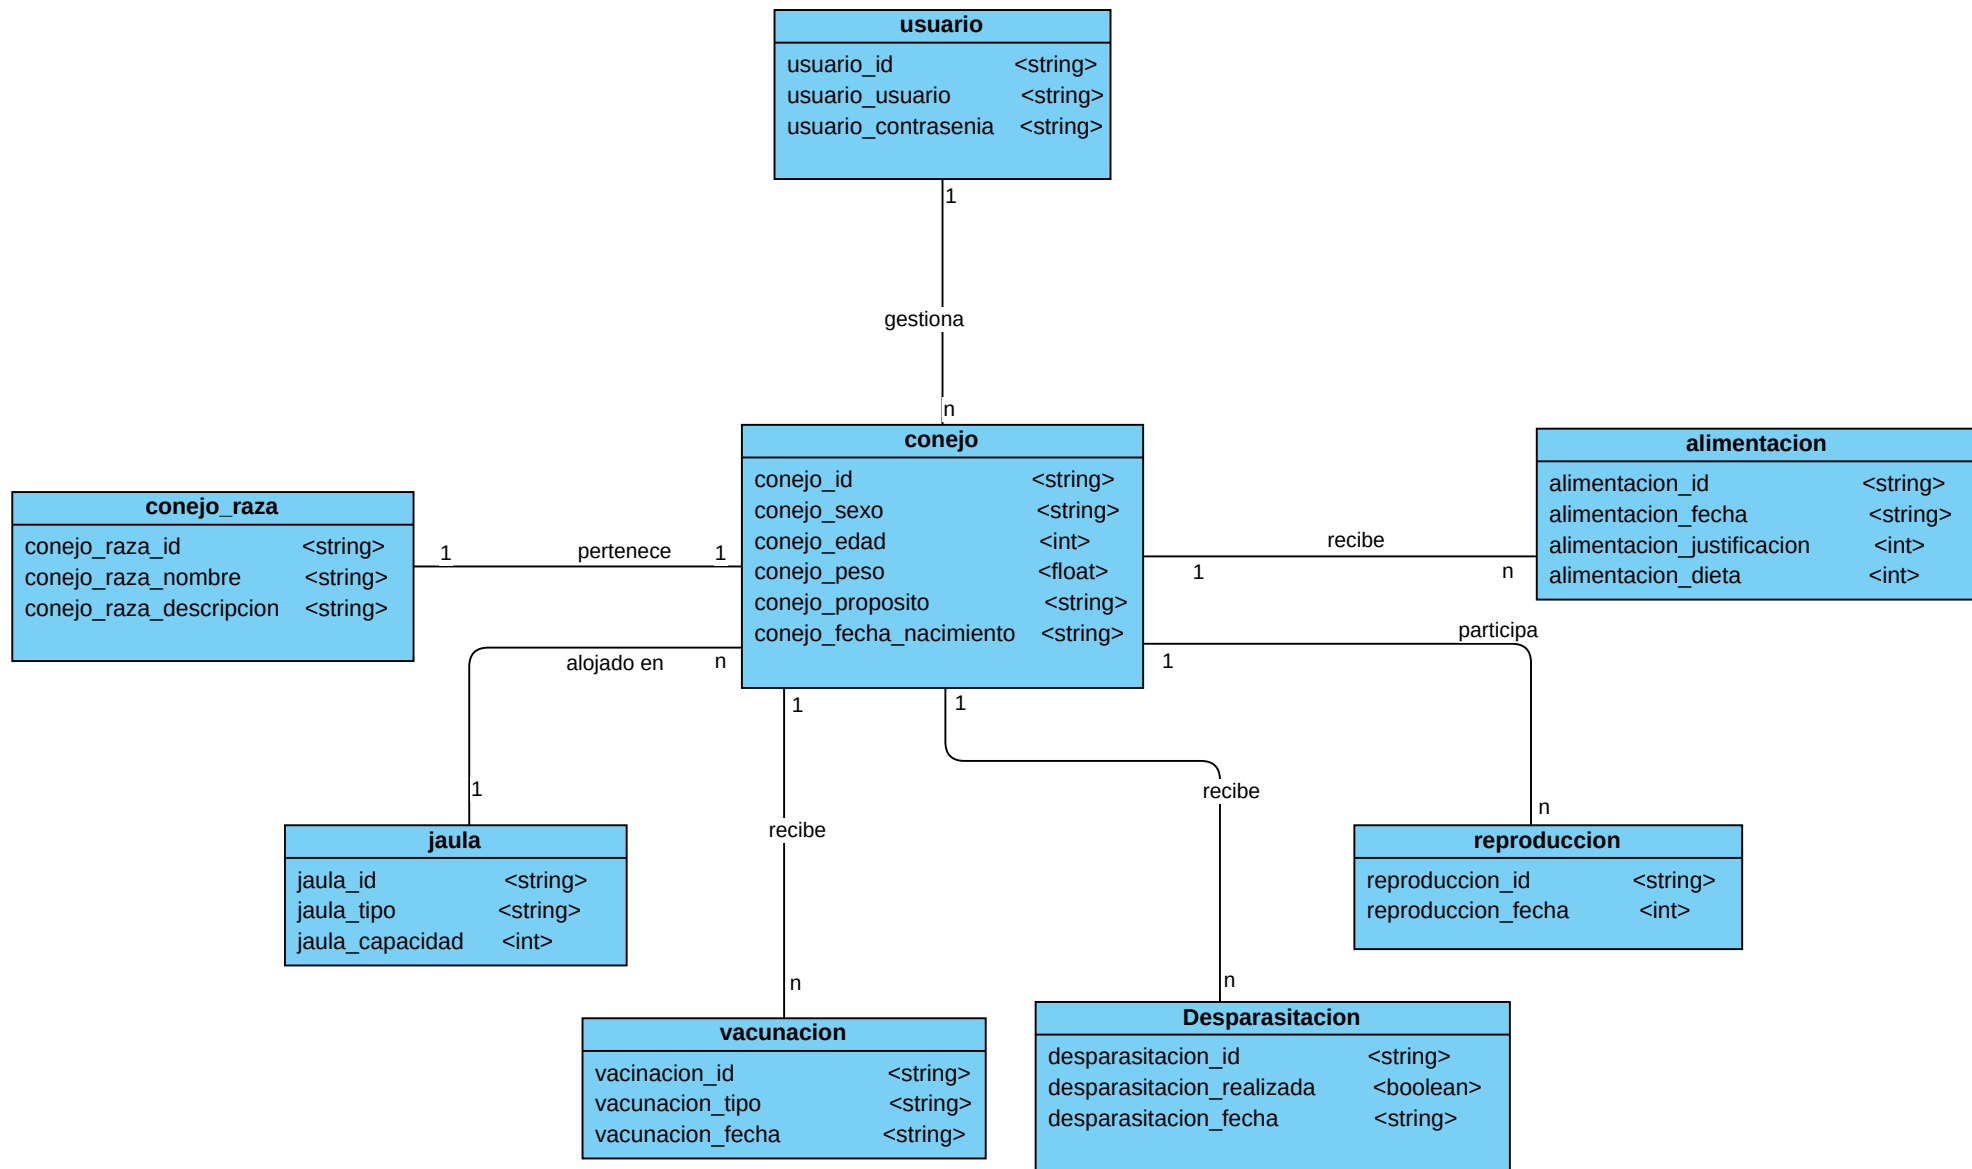 usuario
usuario_id <string>
usuario_usuario <string>
usuario_contrasenia <string>
1
gestiona
n
conejo
conejo_id <string>
conejo_sexo <string>
conejo_edad <int>
conejo_peso <float>
conejo_proposito <string>
conejo_fecha_nacimiento <string>
alimentacion
alimentacion_id <string>
alimentacion_fecha <string>
alimentacion_justificacion <int>
alimentacion_dieta <int>
conejo_raza
conejo_raza_id <string>
conejo_raza_nombre <string>
conejo_raza_descripcion <string>
1 pertenece 1
recibe
1 n
participa
1
n
alojado en n
1
1
recibe
n
1
recibe
n
jaula
jaula_id <string>
jaula_tipo <string>
jaula_capacidad <int>
reproduccion
reproduccion_id <string>
reproduccion_fecha <int>
vacunacion
vacinacion_id <string>
vacunacion_tipo <string>
vacunacion_fecha <string>
Desparasitacion
desparasitacion_id <string>
desparasitacion_realizada <boolean>
desparasitacion_fecha <string>